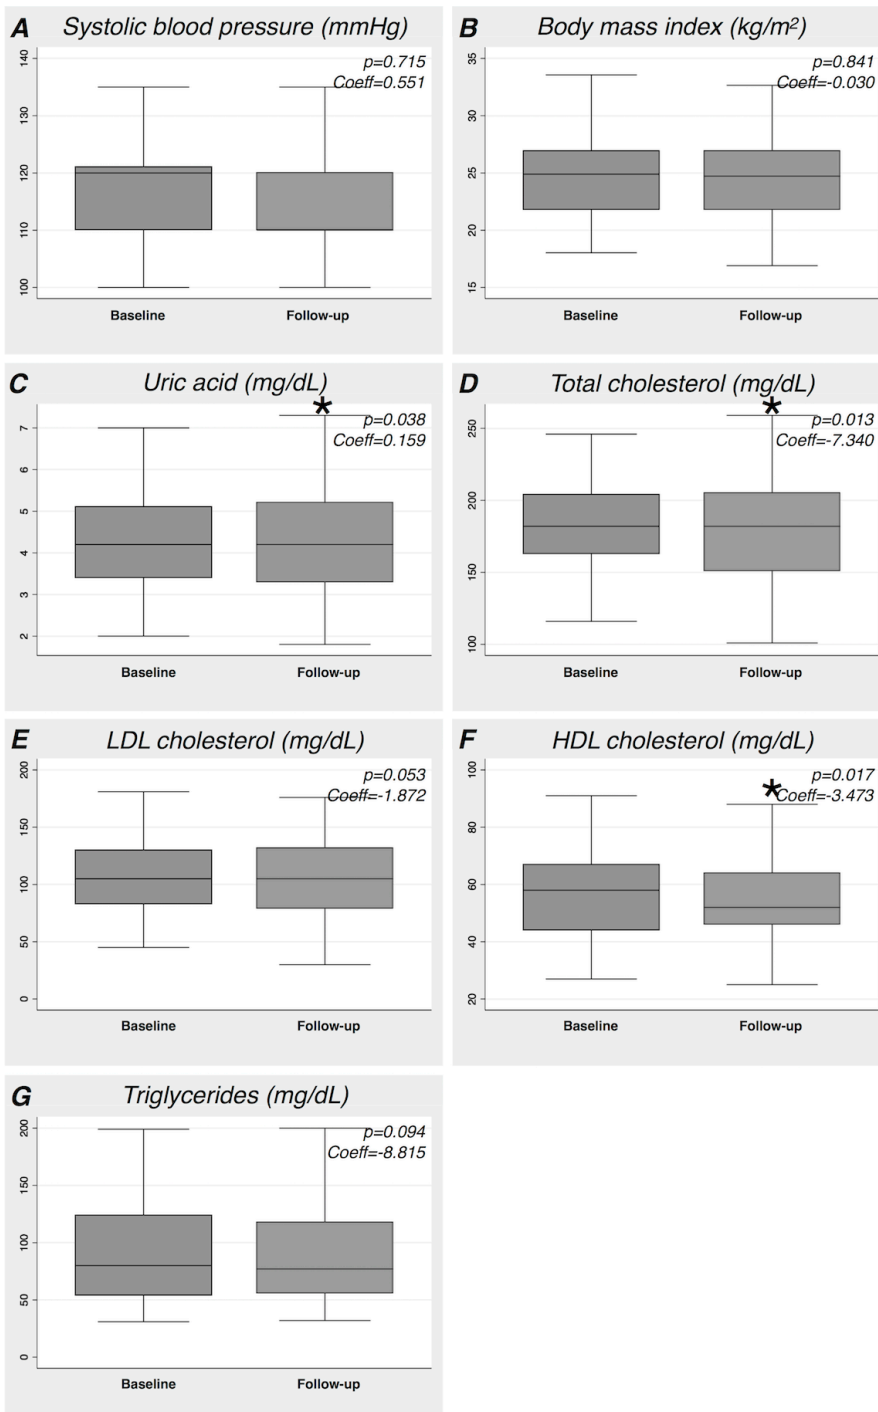 A Systolic blood pressure (mmHg)
p=0.715
Coeff=0.551
140
130
120
110
100
Baseline Follow-up
B Body mass index (kg/m²)
p=0.841
Coeff=-0.030
35
30
25
20
15
Baseline Follow-up
C Uric acid (mg/dL)
*
p=0.038
Coeff=0.159
7
6
5
4
3
2
Baseline Follow-up
D Total cholesterol (mg/dL)
*
p=0.013
Coeff=-7.340
250
200
150
100
Baseline Follow-up
E LDL cholesterol (mg/dL)
p=0.053
Coeff=-1.872
200
150
100
50
0
Baseline Follow-up
F HDL cholesterol (mg/dL)
p=0.017
*
Coeff=-3.473
100
80
60
40
20
Baseline Follow-up
G Triglycerides (mg/dL)
p=0.094
Coeff=-8.815
200
150
100
50
0
Baseline Follow-up